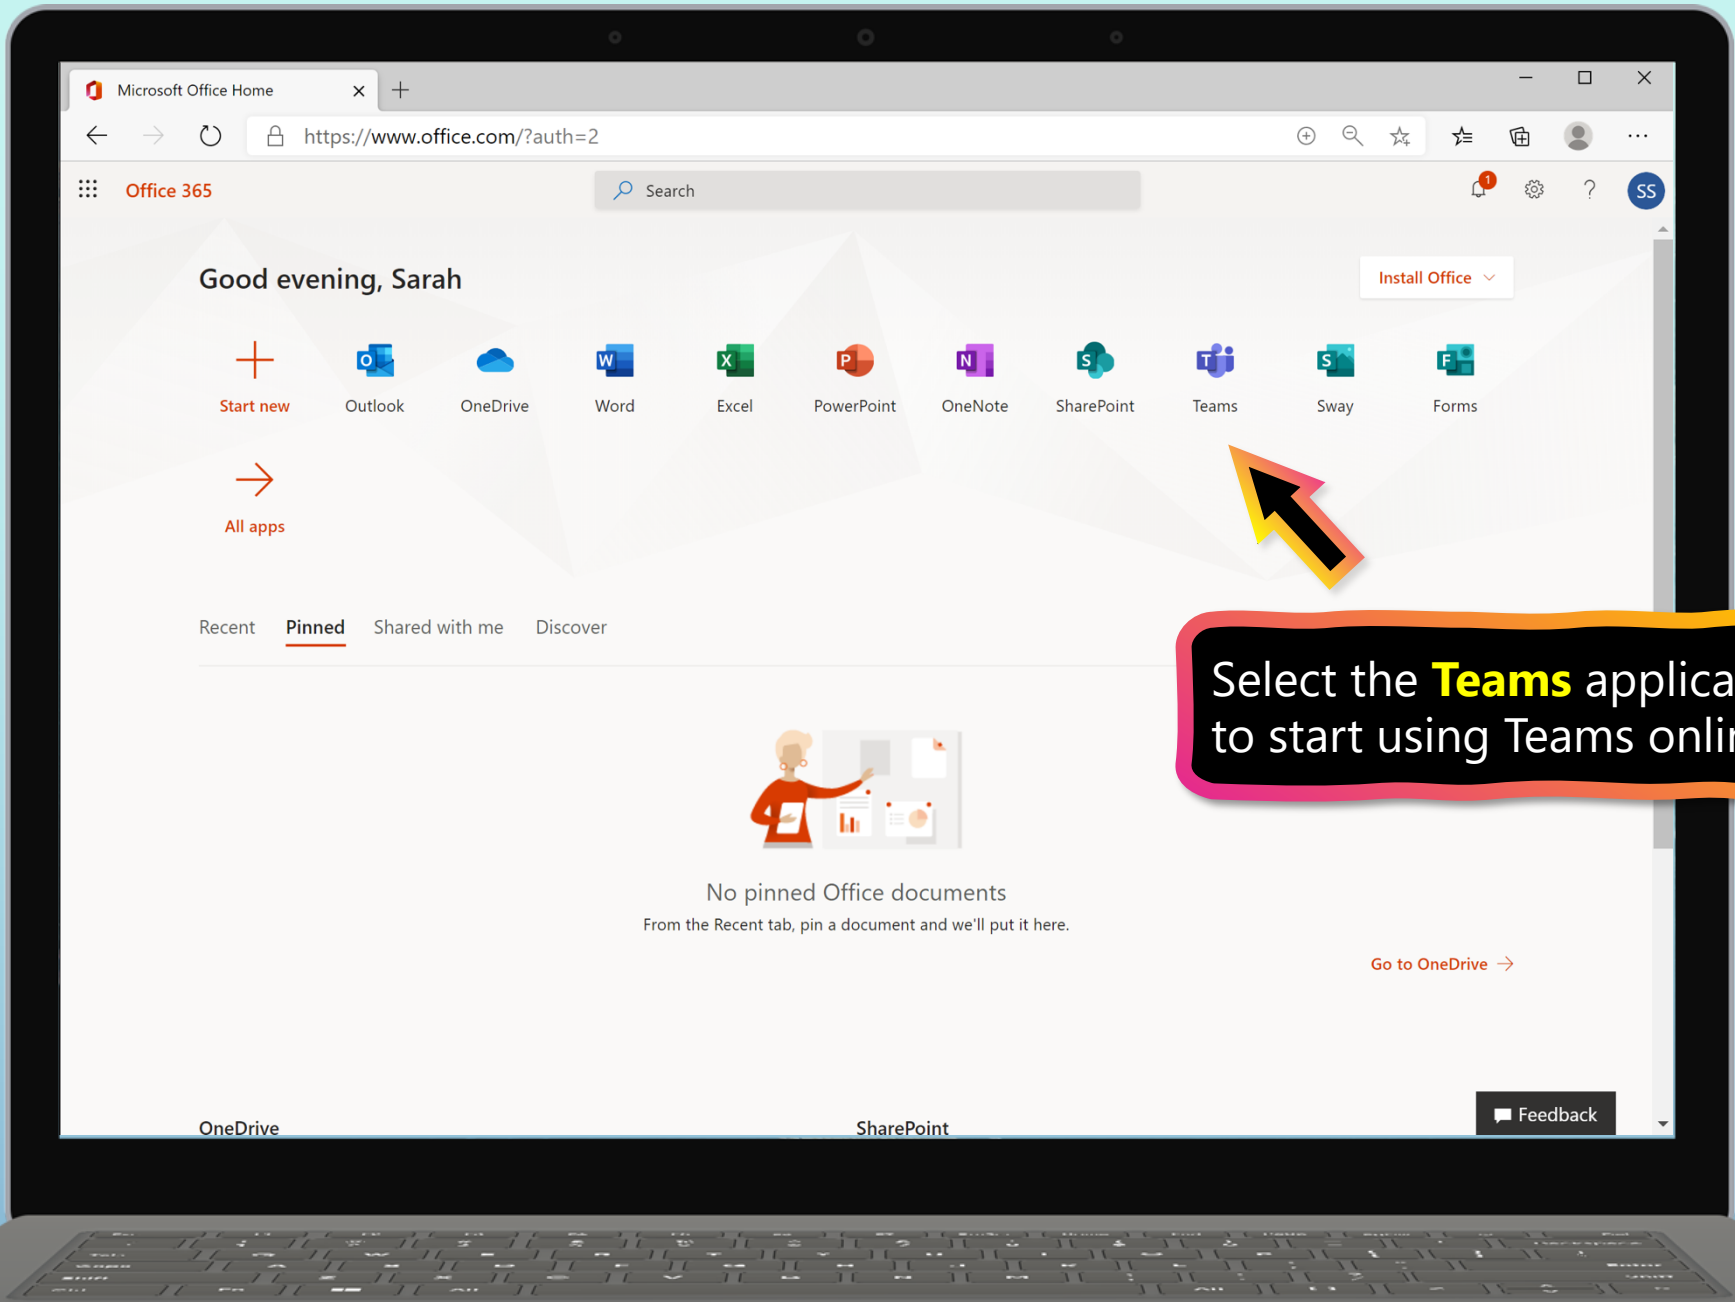 Microsoft Office Home
https://www.office.com/?auth=2
Office 365
Search
1
?
SS
Good evening, Sarah
Install Office
Start new
Outlook
OneDrive
Word
Excel
PowerPoint
OneNote
SharePoint
Teams
Sway
Forms
All apps
Recent
Pinned
Shared with me
Discover
Select the Teams applica
to start using Teams onlin
No pinned Office documents
From the Recent tab, pin a document and we'll put it here.
Go to OneDrive
Feedback
OneDrive
SharePoint